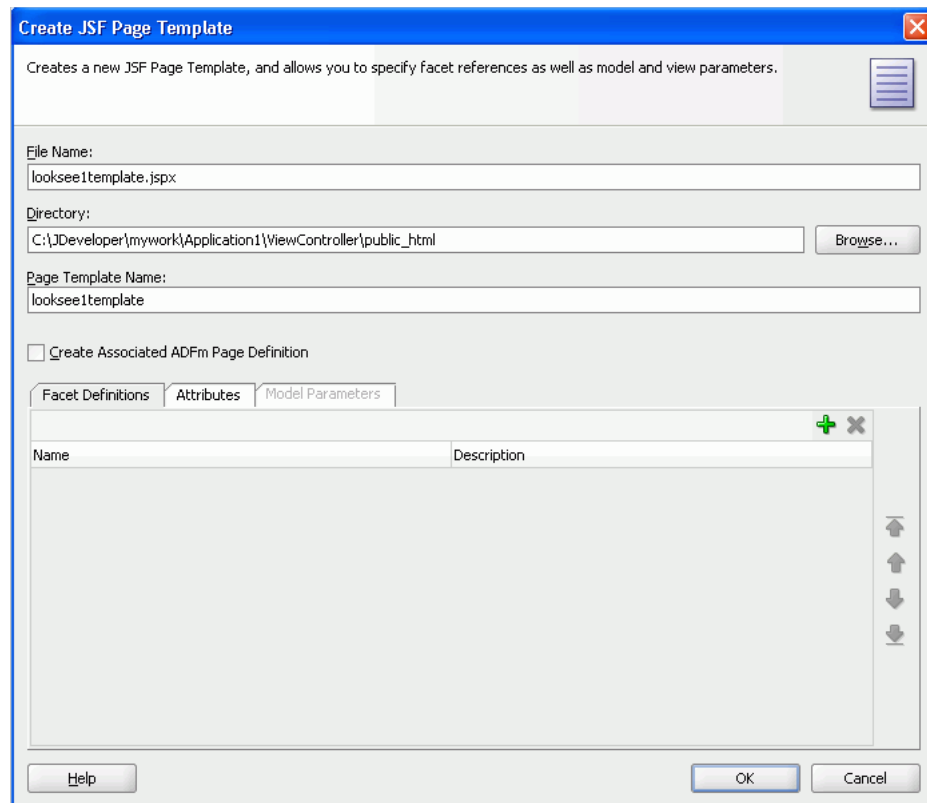 Create JSF Page Template
Creates a new JSF Page Template, and allows you to specify facet references as well as model and view parameters.
File Name:
looksee1template.jspx
Directory:
C:\JDeveloper\mywork\Application1\ViewController\public_html
Browse...
Page Template Name:
looksee1template
Create Associated ADFm Page Definition
Facet Definitions Attributes Model Parameters
Name Description
Help OK Cancel